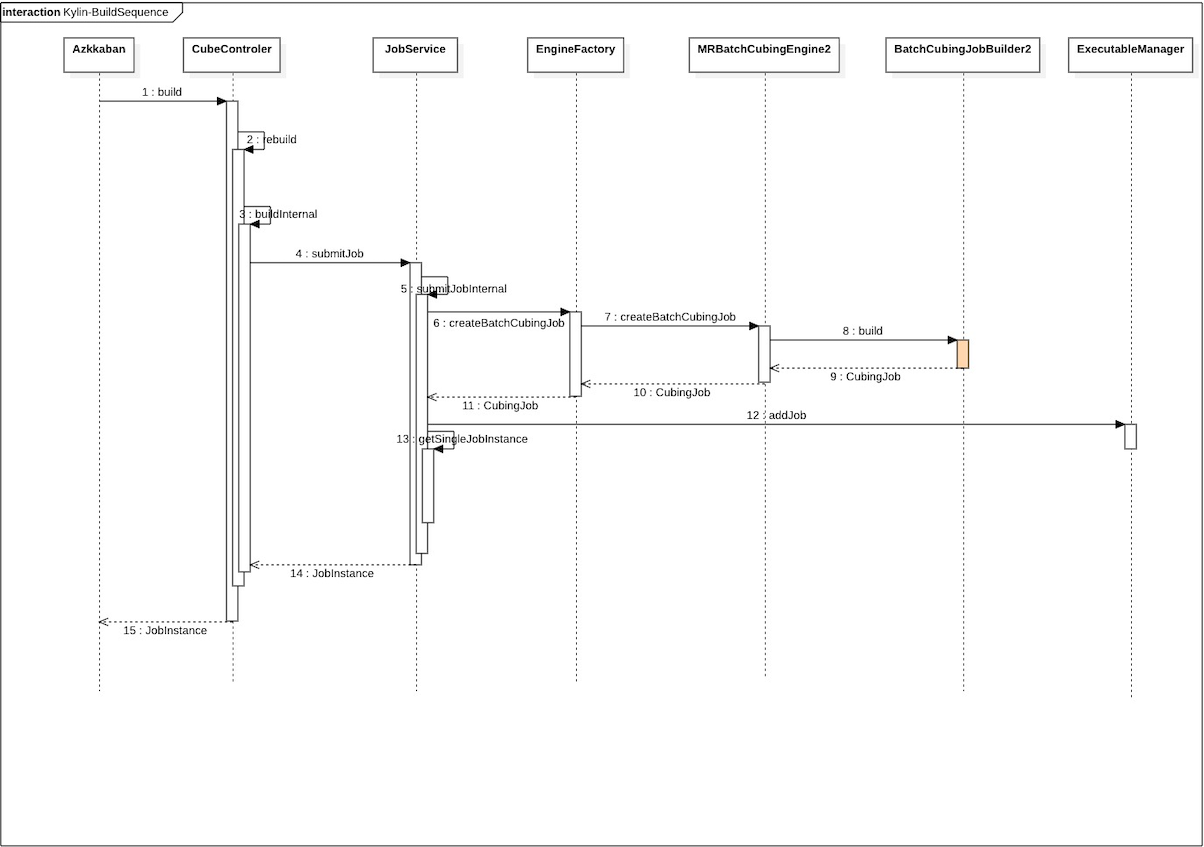 interaction Kylin-BuildSequence
Azkkaban
CubeControler
JobService
EngineFactory
MRBatchCubingEngine2
BatchCubingJobBuilder2
ExecutableManager
1 : build
2 : rebuild
3 : buildInternal
4 : submitJob
5 : submitJobInternal
6 : createBatchCubingJob
7 : createBatchCubingJob
8 : build
9 : CubingJob
10 : CubingJob
11 : CubingJob
12 : addJob
13 : getSingleJobInstance
14 : JobInstance
15 : JobInstance